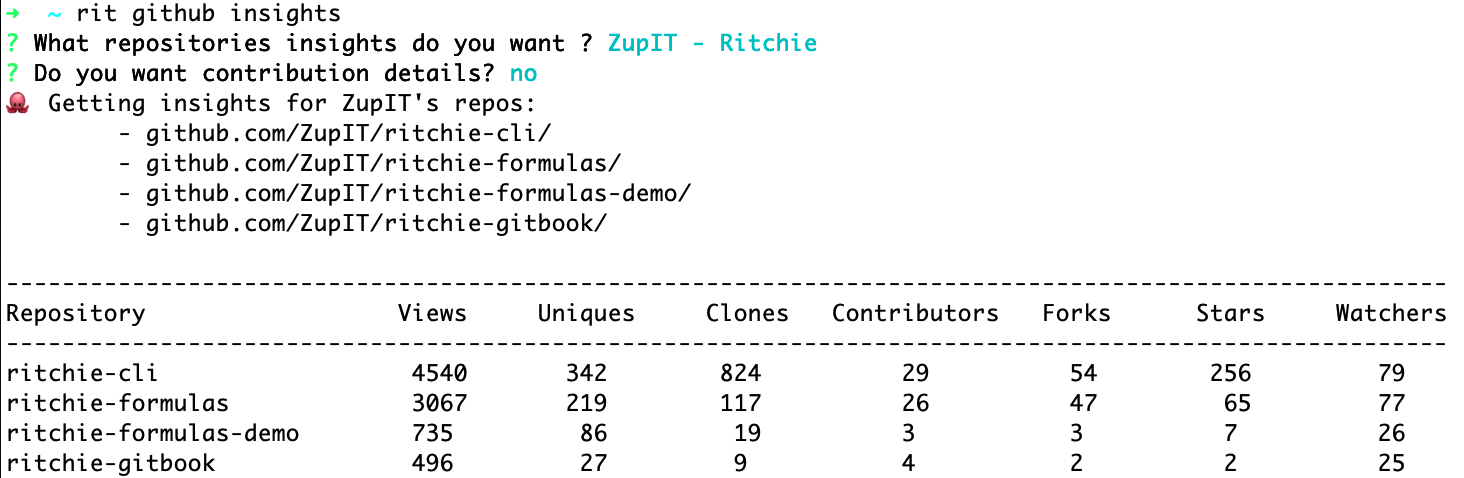 ➜  ~ rit github insights
? What repositories insights do you want ? ZupIT - Ritchie
? Do you want contribution details? no
🐙 Getting insights for ZupIT's repos:
        - github.com/ZupIT/ritchie-cli/
        - github.com/ZupIT/ritchie-formulas/
        - github.com/ZupIT/ritchie-formulas-demo/
        - github.com/ZupIT/ritchie-gitbook/
-------------------------------------------------------------------------------------------------------
Repository                  Views     Uniques     Clones   Contributors   Forks      Stars     Watchers
-------------------------------------------------------------------------------------------------------
ritchie-cli                  4540       342        824          29          54        256         79
ritchie-formulas             3067       219        117          26          47         65         77
ritchie-formulas-demo        735         86         19          3           3          7          26
ritchie-gitbook              496         27         9           4           2          2          25